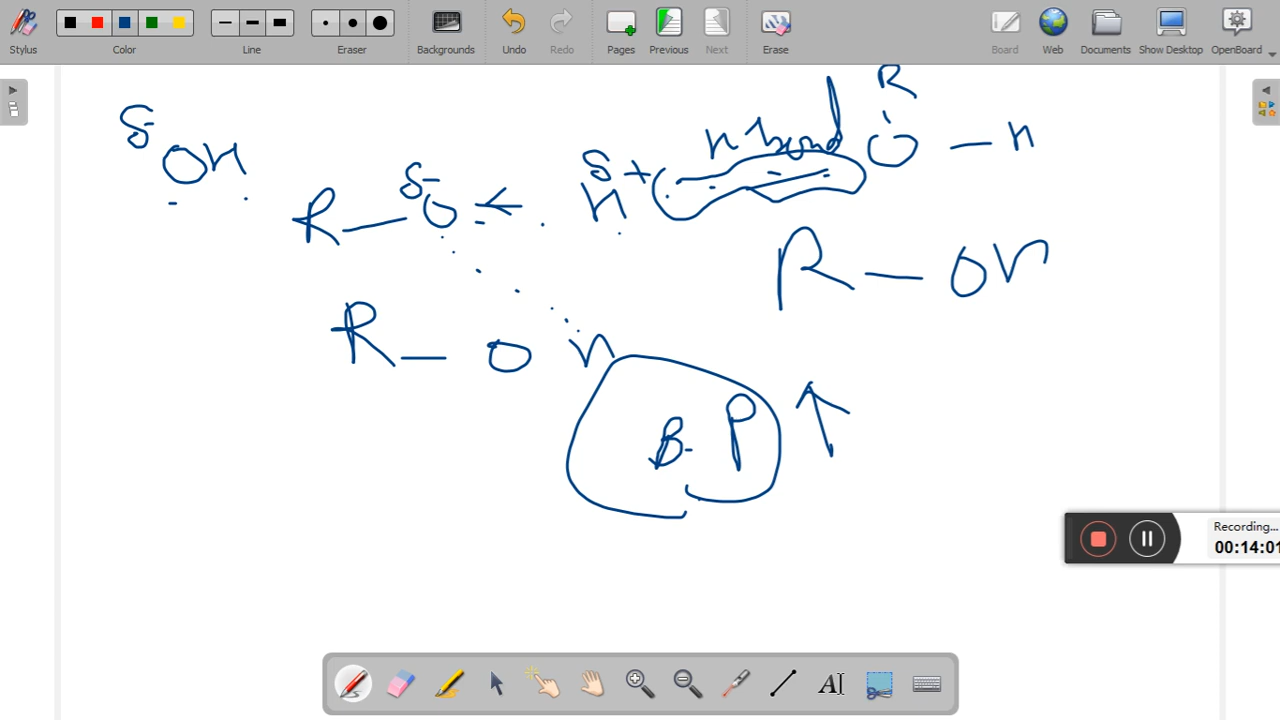 Stylus Color Line Eraser Backgrounds Undo Redo Pages Previous Next Erase Board Web Documents Show Desktop OpenBoard
R
H bond
δ OH δ- δ+ O - H
R - O H
R - OH
R - O H
B.P ↑
Recording...
00:14:01